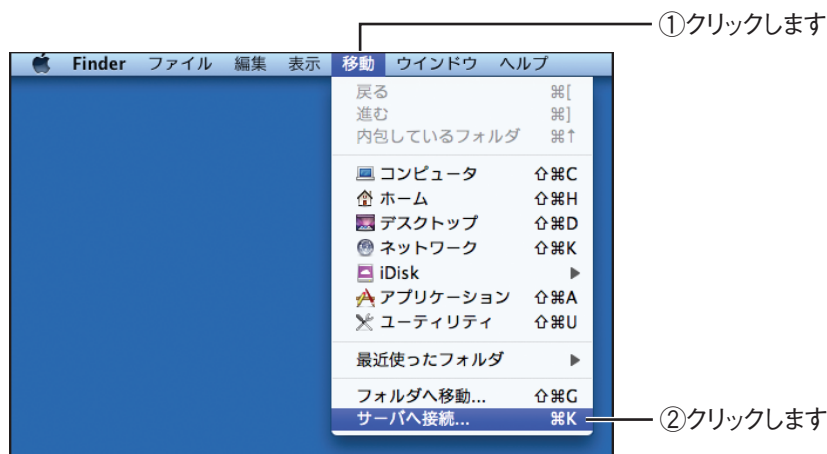 ①クリックします
Finder ファイル 編集 表示 移動 ウインドウ ヘルプ
戻る ⌘[
進む ⌘]
内包しているフォルダ ⌘↑
コンピュータ ⇧⌘C
ホーム ⇧⌘H
デスクトップ ⇧⌘D
ネットワーク ⇧⌘K
iDisk ▶
アプリケーション ⇧⌘A
ユーティリティ ⇧⌘U
最近使ったフォルダ ▶
フォルダへ移動... ⇧⌘G
サーバへ接続... ⌘K
②クリックします